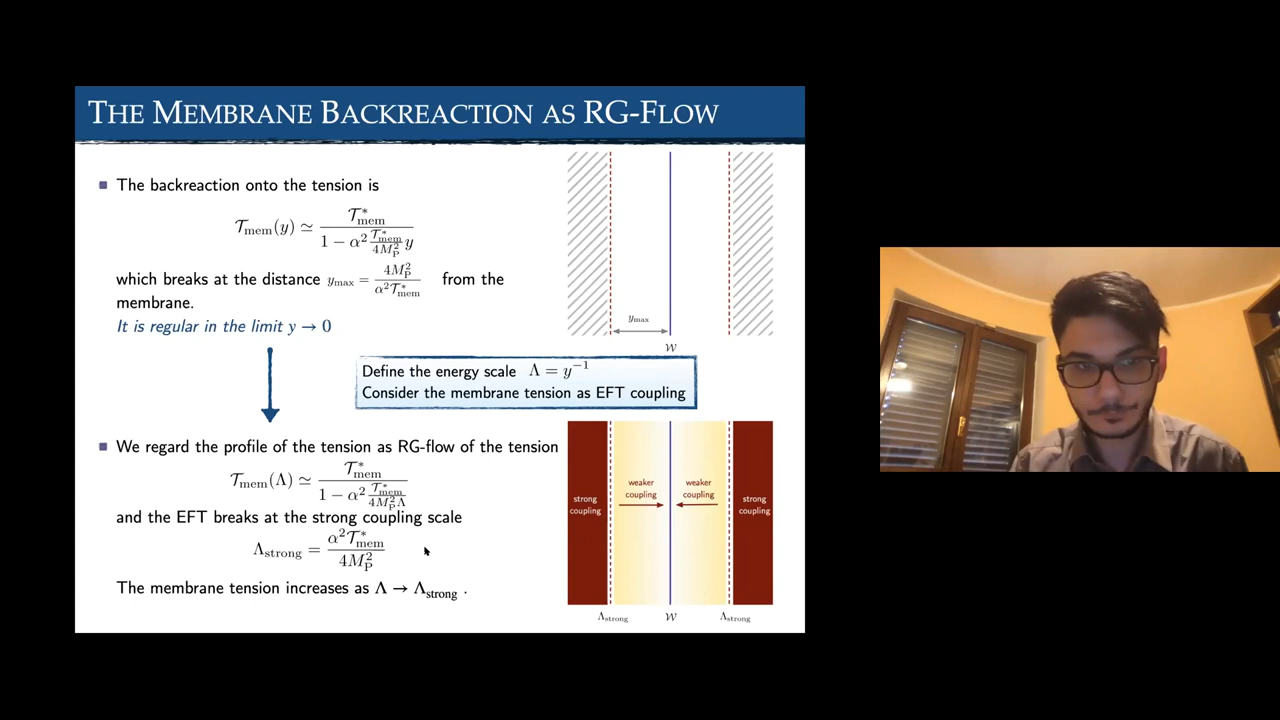 THE MEMBRANE BACKREACTION AS RG-FLOW
The backreaction onto the tension is
𝒯_mem(y) ≃ 𝒯*_mem / (1 − α² (𝒯*_mem / 4M_P²) y)
which breaks at the distance y_max = 4M_P² / (α² 𝒯*_mem) from the
membrane.
It is regular in the limit y → 0
y_max
𝒲
Define the energy scale Λ = y⁻¹
Consider the membrane tension as EFT coupling
We regard the profile of the tension as RG-flow of the tension
𝒯_mem(Λ) ≃ 𝒯*_mem / (1 − α² 𝒯*_mem / (4M_P² Λ))
and the EFT breaks at the strong coupling scale
Λ_strong = α² 𝒯*_mem / 4M_P²
The membrane tension increases as Λ → Λ_strong .
strong
coupling
weaker
coupling
weaker
coupling
strong
coupling
Λ_strong
𝒲
Λ_strong